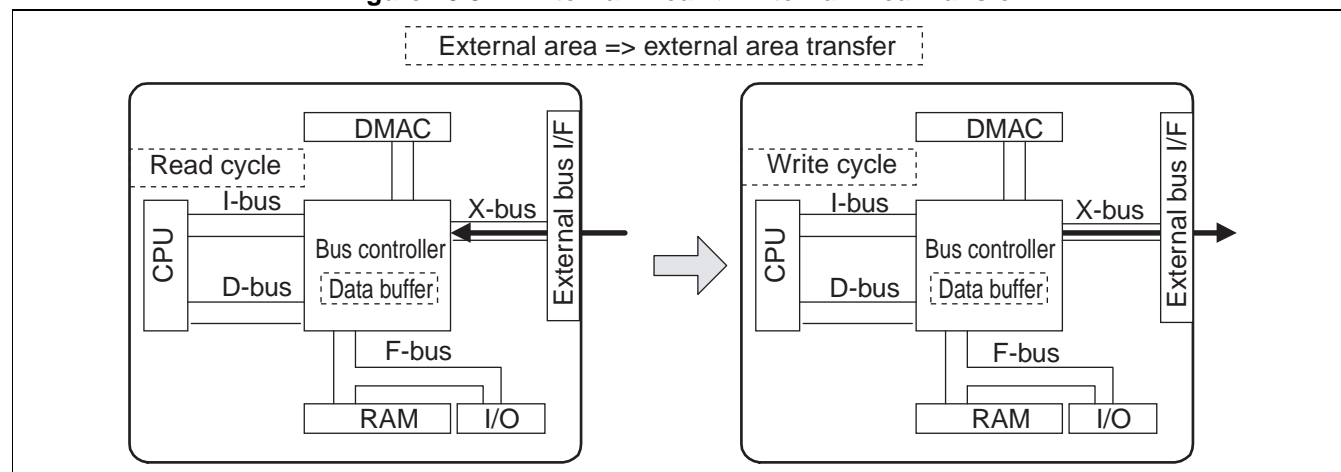 External area => external area transfer
DMAC
Read cycle
I-bus
X-bus
External bus I/F
CPU
Bus controller
D-bus
Data buffer
F-bus
RAM
I/O
DMAC
Write cycle
I-bus
X-bus
External bus I/F
CPU
Bus controller
D-bus
Data buffer
F-bus
RAM
I/O